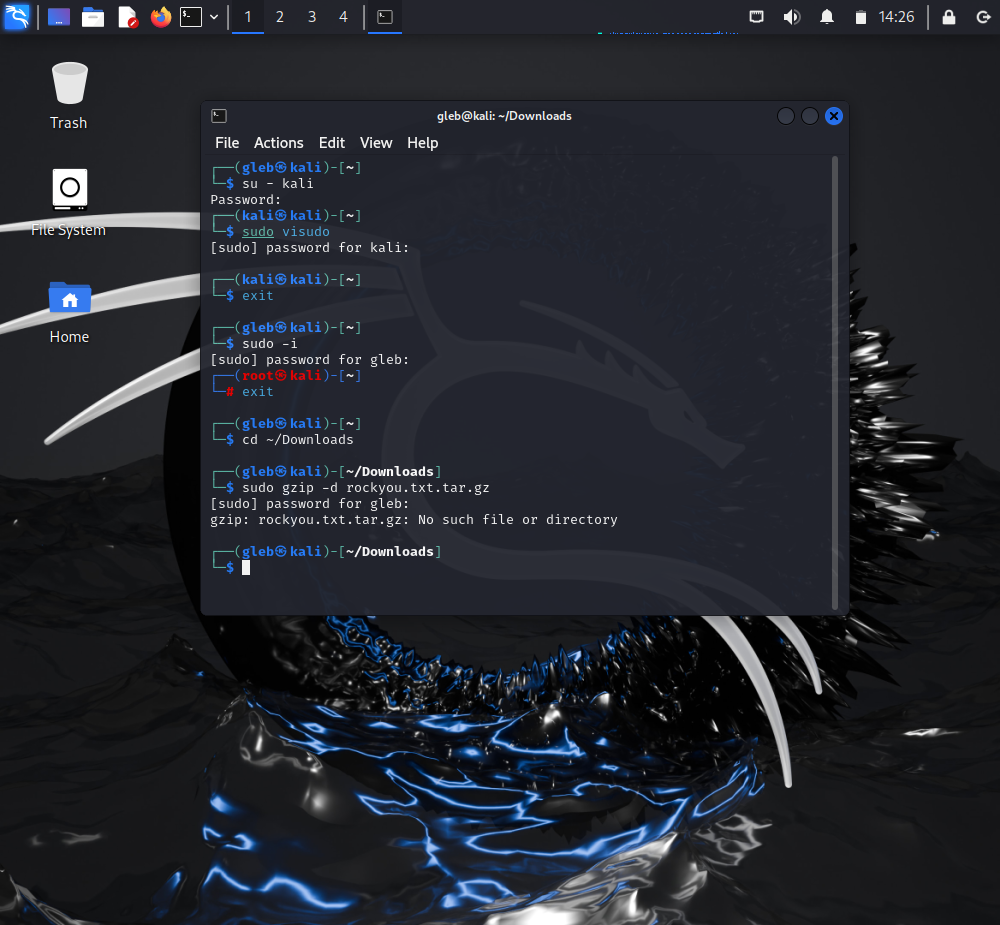 1 2 3 4 14:26
Trash
File System
Home
gleb@kali: ~/Downloads
File Actions Edit View Help
┌──(gleb㉿kali)-[~]
└─$ su - kali
Password:
┌──(kali㉿kali)-[~]
└─$ sudo visudo
[sudo] password for kali:
┌──(kali㉿kali)-[~]
└─$ exit
┌──(gleb㉿kali)-[~]
└─$ sudo -i
[sudo] password for gleb:
┌──(root㉿kali)-[~]
└─# exit
┌──(gleb㉿kali)-[~]
└─$ cd ~/Downloads
┌──(gleb㉿kali)-[~/Downloads]
└─$ sudo gzip -d rockyou.txt.tar.gz
[sudo] password for gleb:
gzip: rockyou.txt.tar.gz: No such file or directory
┌──(gleb㉿kali)-[~/Downloads]
└─$